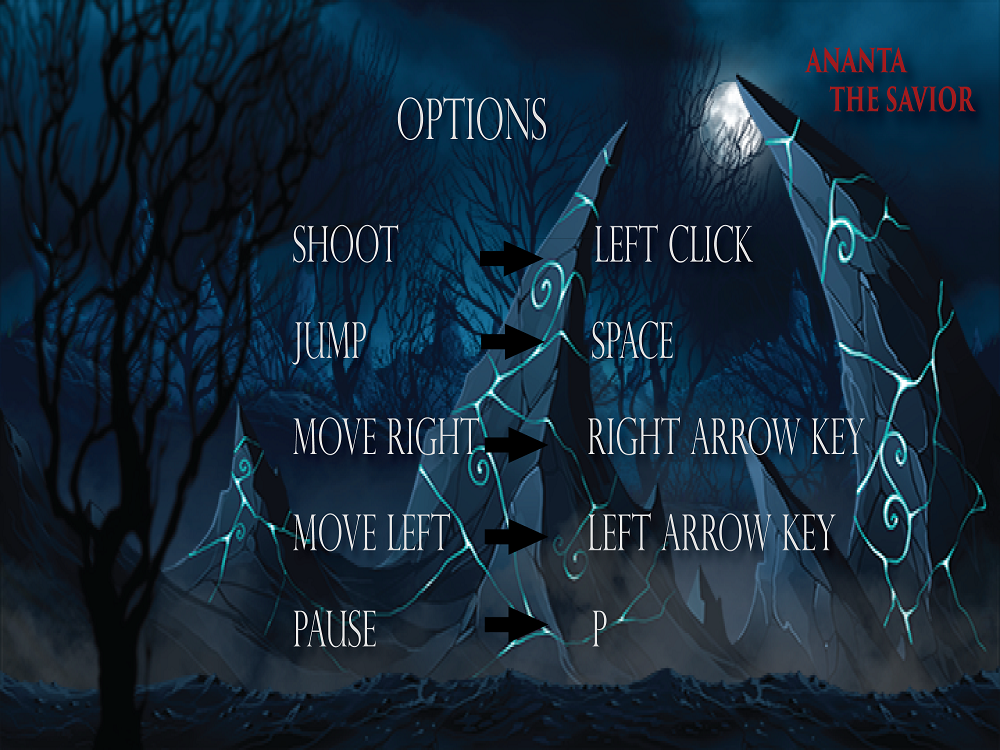 ANANTA
THE SAVIOR
OPTIONS
SHOOT LEFT CLICK
JUMP SPACE
MOVE RIGHT RIGHT ARROW KEY
MOVE LEFT LEFT ARROW KEY
PAUSE P